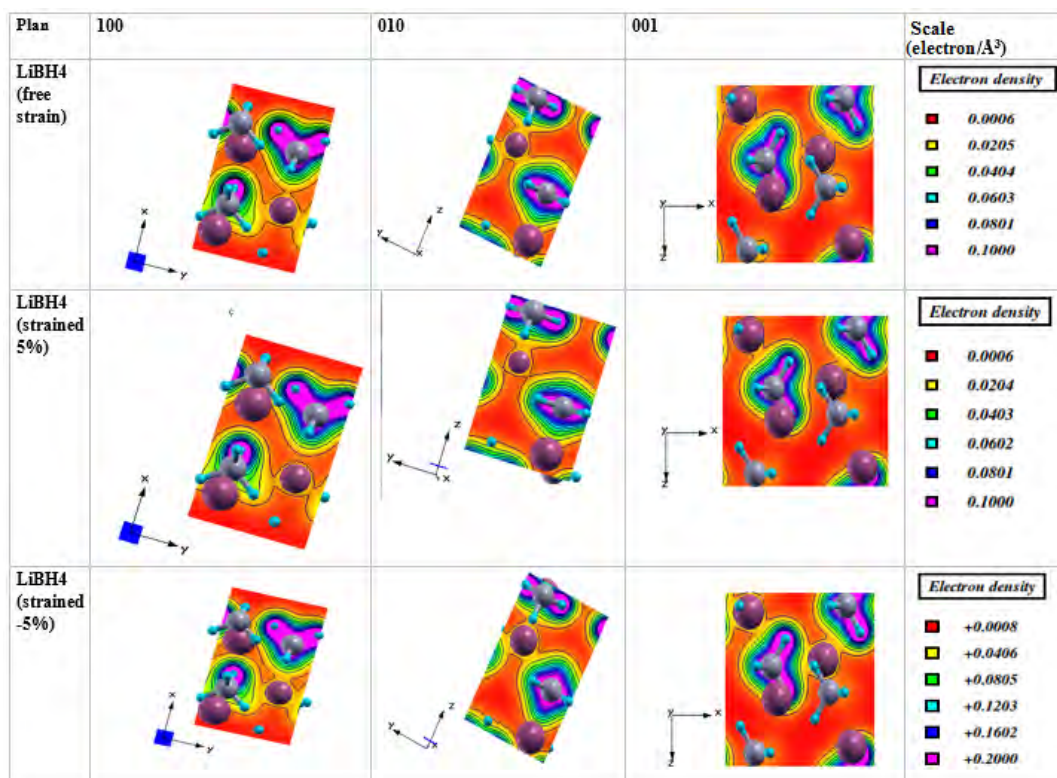 Plan 100 010 001 Scale
(electron/Å³)
LiBH4
(free
strain)
x
y
y
z
x
y
x
z
Electron density
0.0006
0.0205
0.0404
0.0603
0.0801
0.1000
LiBH4
(strained
5%)
c
x
y
z
y
x
y
x
z
Electron density
0.0006
0.0204
0.0403
0.0602
0.0801
0.1000
LiBH4
(strained
-5%)
x
y
z
y
x
y
x
z
Electron density
+0.0008
+0.0406
+0.0805
+0.1203
+0.1602
+0.2000